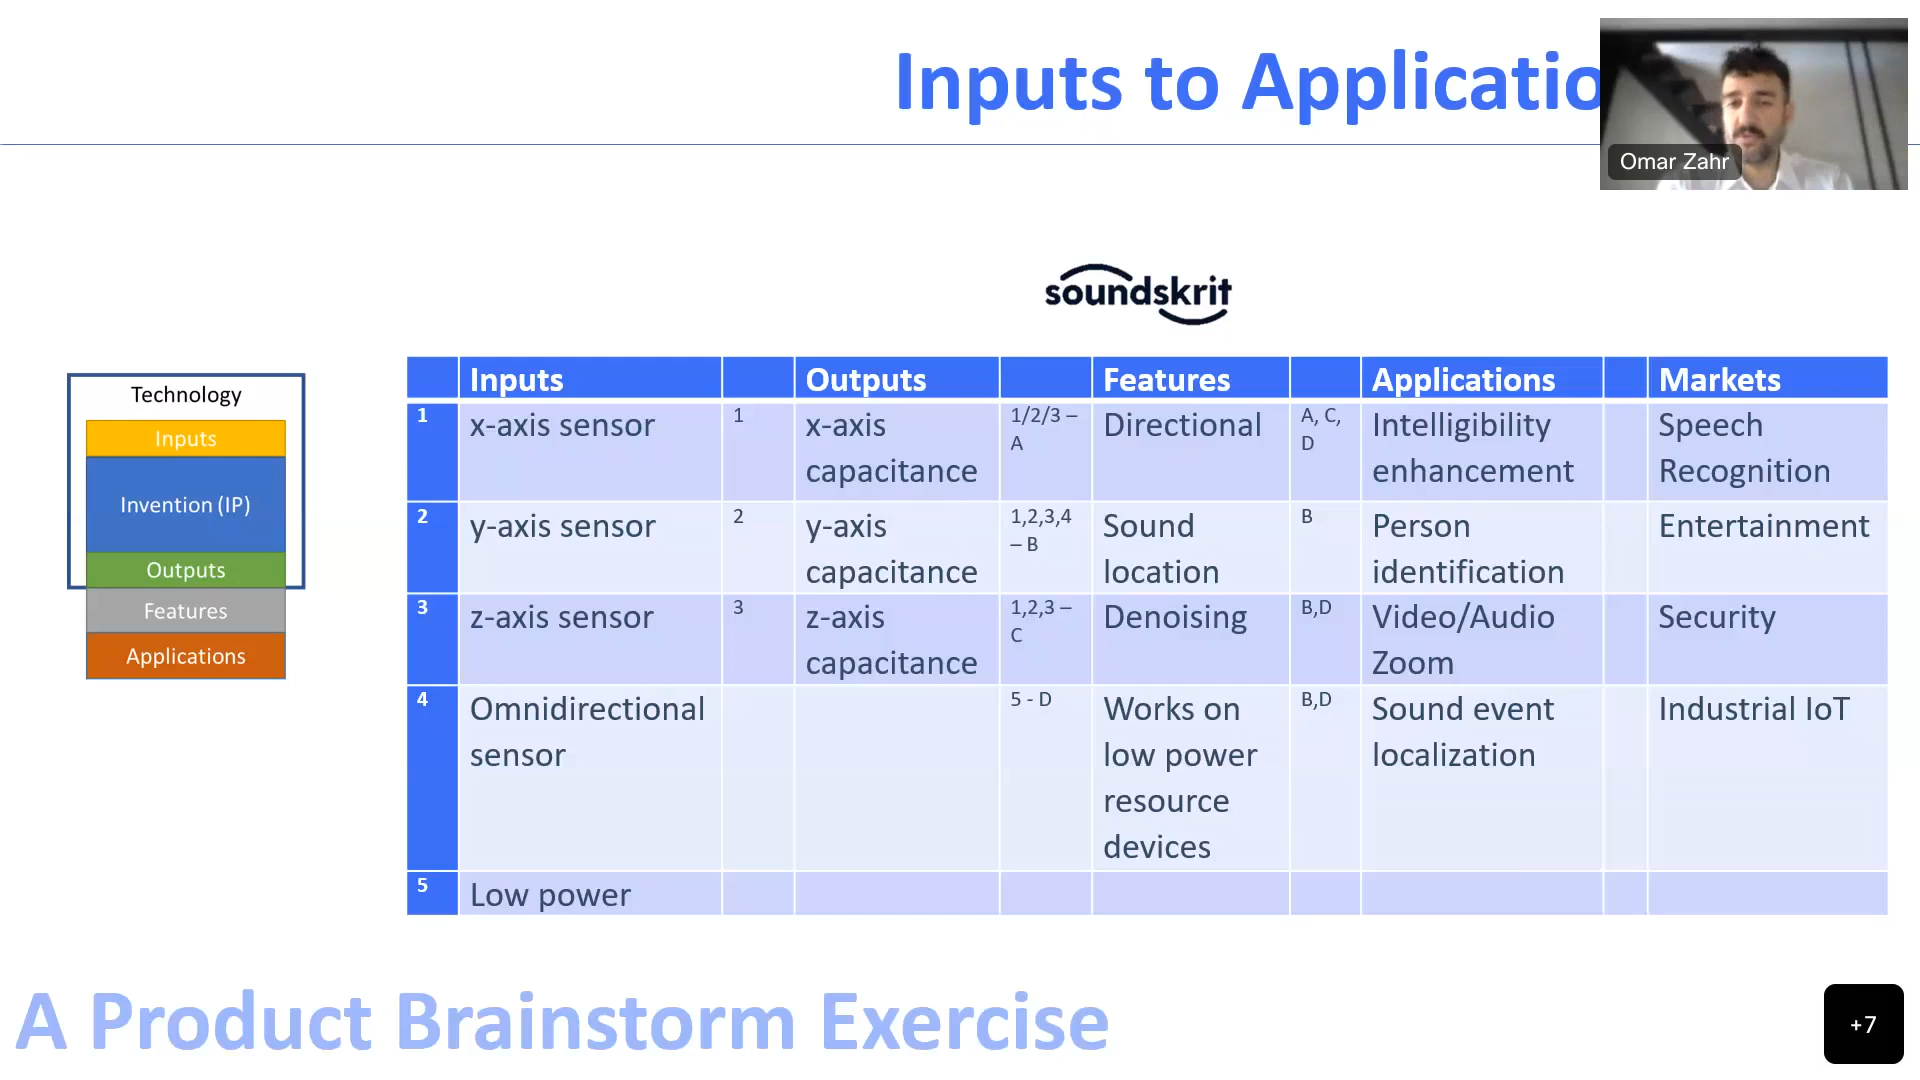 Inputs to Applicatio
Omar Zahr
soundskrit
Technology
Inputs
Invention (IP)
Outputs
Features
Applications
Inputs Outputs Features Applications Markets
1 x-axis sensor 1 x-axis capacitance 1/2/3 – A Directional A, C, D Intelligibility enhancement Speech Recognition
2 y-axis sensor 2 y-axis capacitance 1,2,3,4 – B Sound location B Person identification Entertainment
3 z-axis sensor 3 z-axis capacitance 1,2,3 – C Denoising B,D Video/Audio Zoom Security
4 Omnidirectional sensor 5 - D Works on low power resource devices B,D Sound event localization Industrial IoT
5 Low power
A Product Brainstorm Exercise
+7